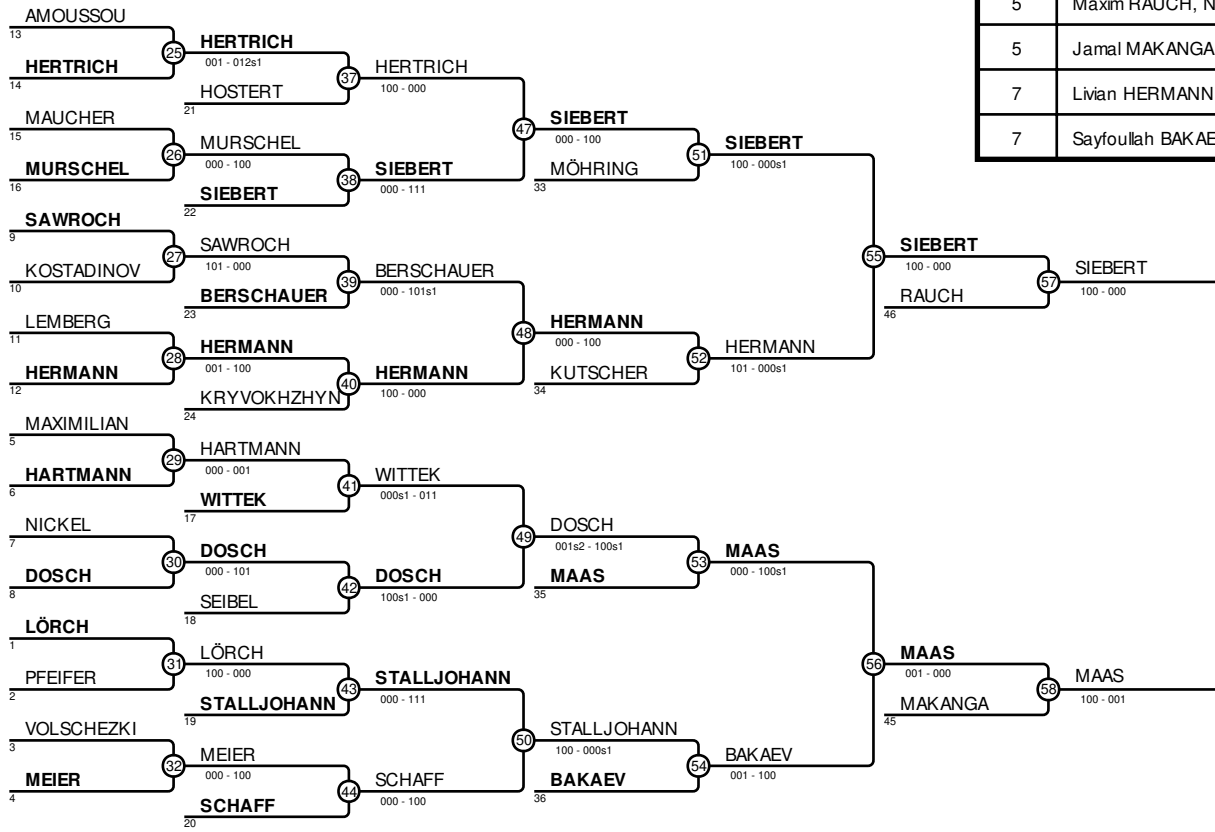 AMOUSSOU
13
25
HERTRICH
14
HERTRICH
001 - 012s1
37
HOSTERT
21
HERTRICH
100 - 000
MAUCHER
15
26
MURSCHEL
16
MURSCHEL
000 - 100
38
SIEBERT
22
SIEBERT
000 - 111
47
SIEBERT
000 - 100
51
MÖHRING
33
SIEBERT
100 - 000s1
SAWROCH
9
27
KOSTADINOV
10
SAWROCH
101 - 000
39
BERSCHAUER
23
BERSCHAUER
000 - 101s1
LEMBERG
11
28
HERMANN
12
HERMANN
001 - 100
40
KRYVOKHZHYN
24
HERMANN
100 - 000
48
HERMANN
000 - 100
52
KUTSCHER
34
HERMANN
101 - 000s1
55
SIEBERT
100 - 000
57
RAUCH
46
SIEBERT
100 - 000
MAXIMILIAN
5
29
HARTMANN
6
HARTMANN
000 - 001
41
WITTEK
17
WITTEK
000s1 - 011
NICKEL
7
30
DOSCH
8
DOSCH
000 - 101
42
SEIBEL
18
DOSCH
100s1 - 000
49
DOSCH
001s2 - 100s1
53
MAAS
35
MAAS
000 - 100s1
LÖRCH
1
31
PFEIFER
2
LÖRCH
100 - 000
43
STALLJOHANN
19
STALLJOHANN
000 - 111
VOLSCHEZKI
3
32
MEIER
4
MEIER
000 - 100
44
SCHAFF
20
SCHAFF
000 - 100
50
STALLJOHANN
100 - 000s1
54
BAKAEV
36
BAKAEV
001 - 100
56
MAAS
001 - 000
58
MAKANGA
45
MAAS
100 - 001
5 Maxim RAUCH, N
5 Jamal MAKANGA
7 Livian HERMANN
7 Sayfoullah BAKAE